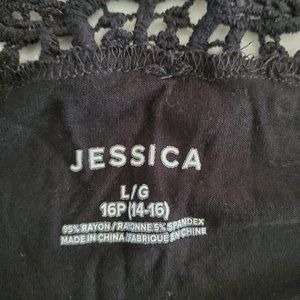 JESSICA
L/G
16P (14-16)
95% RAYON / RAYONNE 5% SPANDEX
MADE IN CHINA / FABRIQUÉ EN CHINE